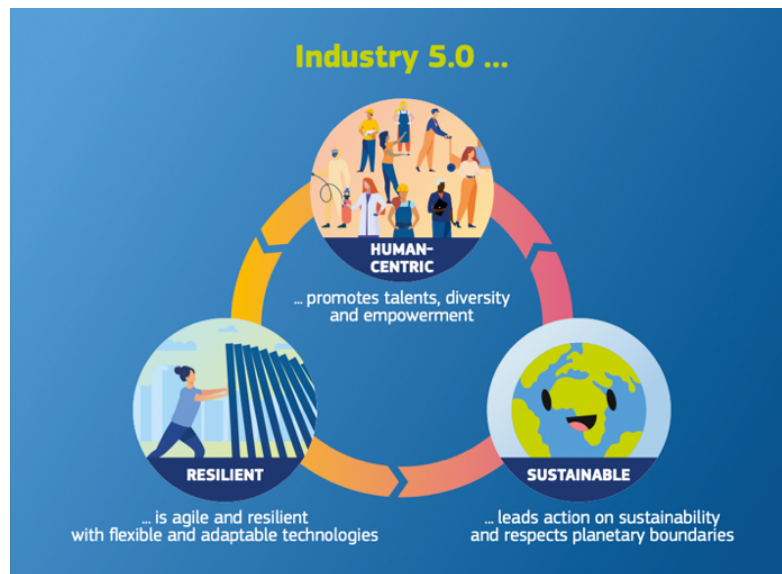 Industry 5.0 ...
HUMAN-
CENTRIC
... promotes talents, diversity
and empowerment
RESILIENT
... is agile and resilient
with flexible and adaptable technologies
SUSTAINABLE
... leads action on sustainability
and respects planetary boundaries